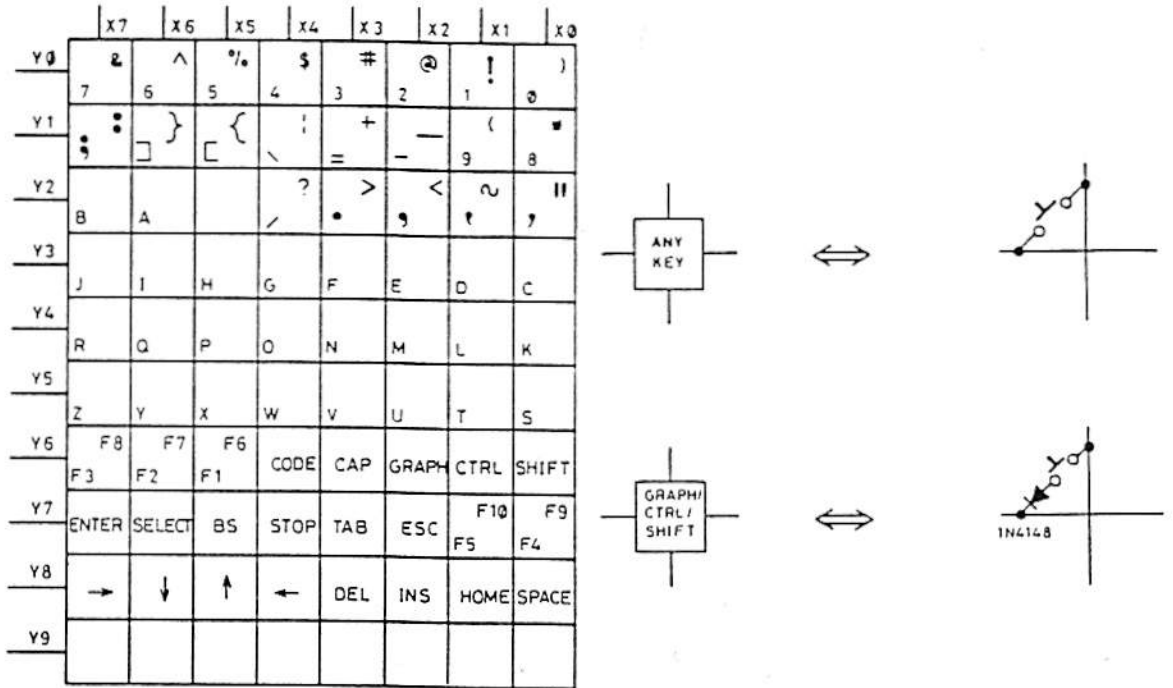 X7 X6 X5 X4 X3 X2 X1 X0
Y0 & ^ % $ # @ ! )
7 6 5 4 3 2 1 0
Y1 : } { ¦ + _ ( *
; ] [ \ = - 9 8
Y2 ? > < ~ "
B A / . , ` '
Y3
J I H G F E D C
Y4
R Q P O N M L K
Y5
Z Y X W V U T S
Y6 F8 F7 F6
F3 F2 F1 CODE CAP GRAPH CTRL SHIFT
Y7 F10 F9
ENTER SELECT BS STOP TAB ESC F5 F4
Y8 → ↓ ↑ ← DEL INS HOME SPACE
Y9
ANY
KEY
GRAPH/
CTRL/
SHIFT
1N4148